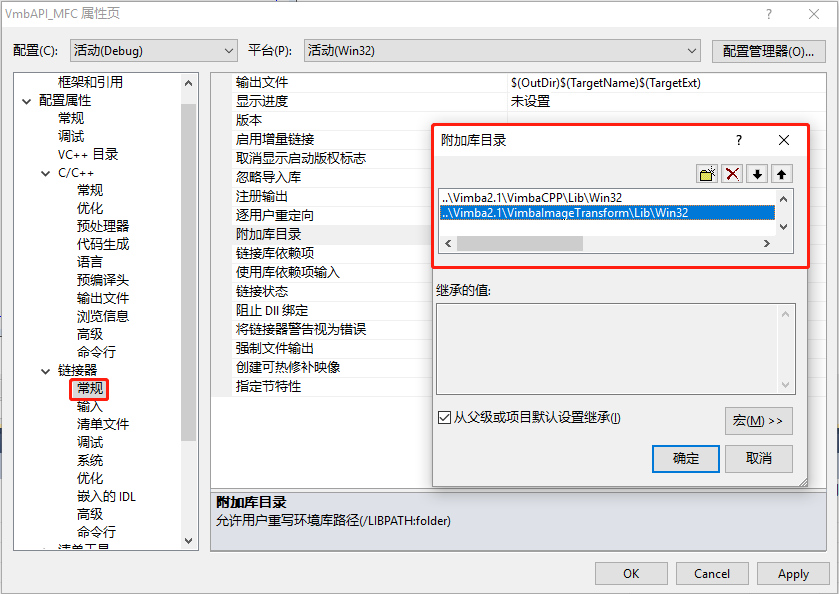 VmbAPI_MFC 属性页
配置(C): 活动(Debug) 平台(P): 活动(Win32) 配置管理器(O)...
框架和引用
配置属性
常规
调试
VC++ 目录
C/C++
常规
优化
预处理器
代码生成
语言
预编译头
输出文件
浏览信息
高级
命令行
链接器
常规
输入
清单文件
调试
系统
优化
嵌入的 IDL
高级
命令行
清单工具
输出文件 $(OutDir)$(TargetName)$(TargetExt)
显示进度 未设置
版本
启用增量链接
取消显示启动版权标志
忽略导入库
注册输出
逐用户重定向
附加库目录
链接库依赖项
使用库依赖项输入
链接状态
阻止 Dll 绑定
将链接器警告视为错误
强制文件输出
创建可热修补映像
指定节特性
附加库目录
允许用户重写环境库路径(/LIBPATH:folder)
附加库目录
..\Vimba2.1\VimbaCPP\Lib\Win32
..\Vimba2.1\VimbaImageTransform\Lib\Win32
继承的值:
从父级或项目默认设置继承(I)
宏(M) >>
确定 取消
OK Cancel Apply